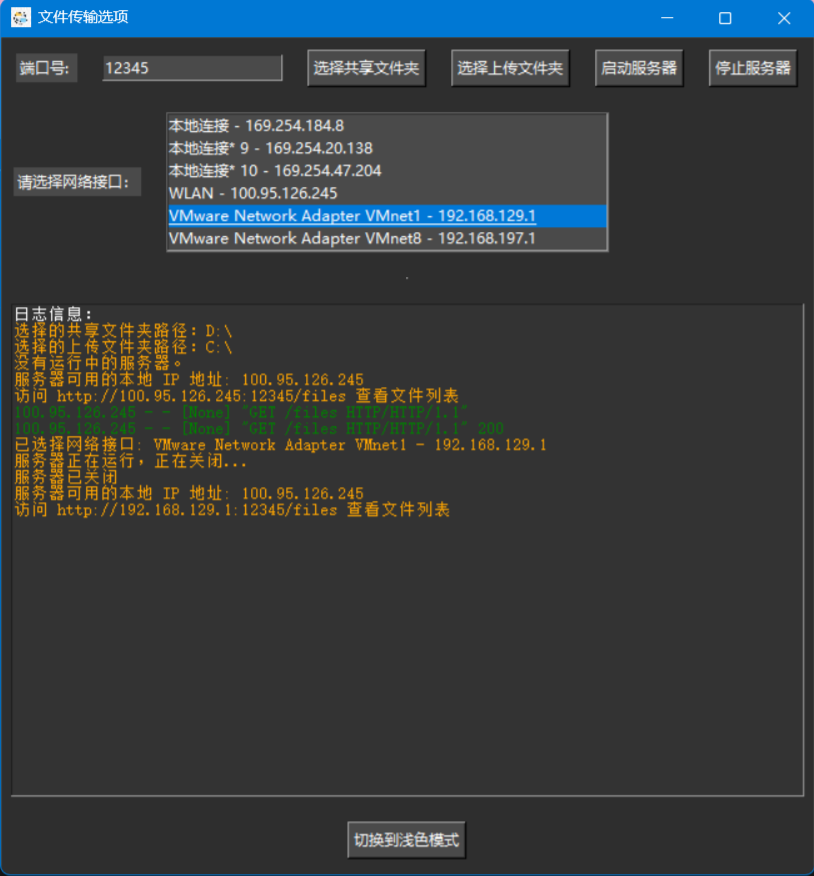 文件传输选项
端口号: 12345 选择共享文件夹 选择上传文件夹 启动服务器 停止服务器
请选择网络接口:
本地连接 - 169.254.184.8
本地连接* 9 - 169.254.20.138
本地连接* 10 - 169.254.47.204
WLAN - 100.95.126.245
VMware Network Adapter VMnet1 - 192.168.129.1
VMware Network Adapter VMnet8 - 192.168.197.1
日志信息:
选择的共享文件夹路径: D:\
选择的上传文件夹路径: C:\
没有运行中的服务器。
服务器可用的本地 IP 地址: 100.95.126.245
访问 http://100.95.126.245:12345/files 查看文件列表
100.95.126.245 - - [None] "GET /files HTTP/HTTP/1.1"
100.95.126.245 - - [None] "GET /files HTTP/HTTP/1.1" 200
已选择网络接口: VMware Network Adapter VMnet1 - 192.168.129.1
服务器正在运行，正在关闭...
服务器已关闭
服务器可用的本地 IP 地址: 100.95.126.245
访问 http://192.168.129.1:12345/files 查看文件列表
切换到浅色模式